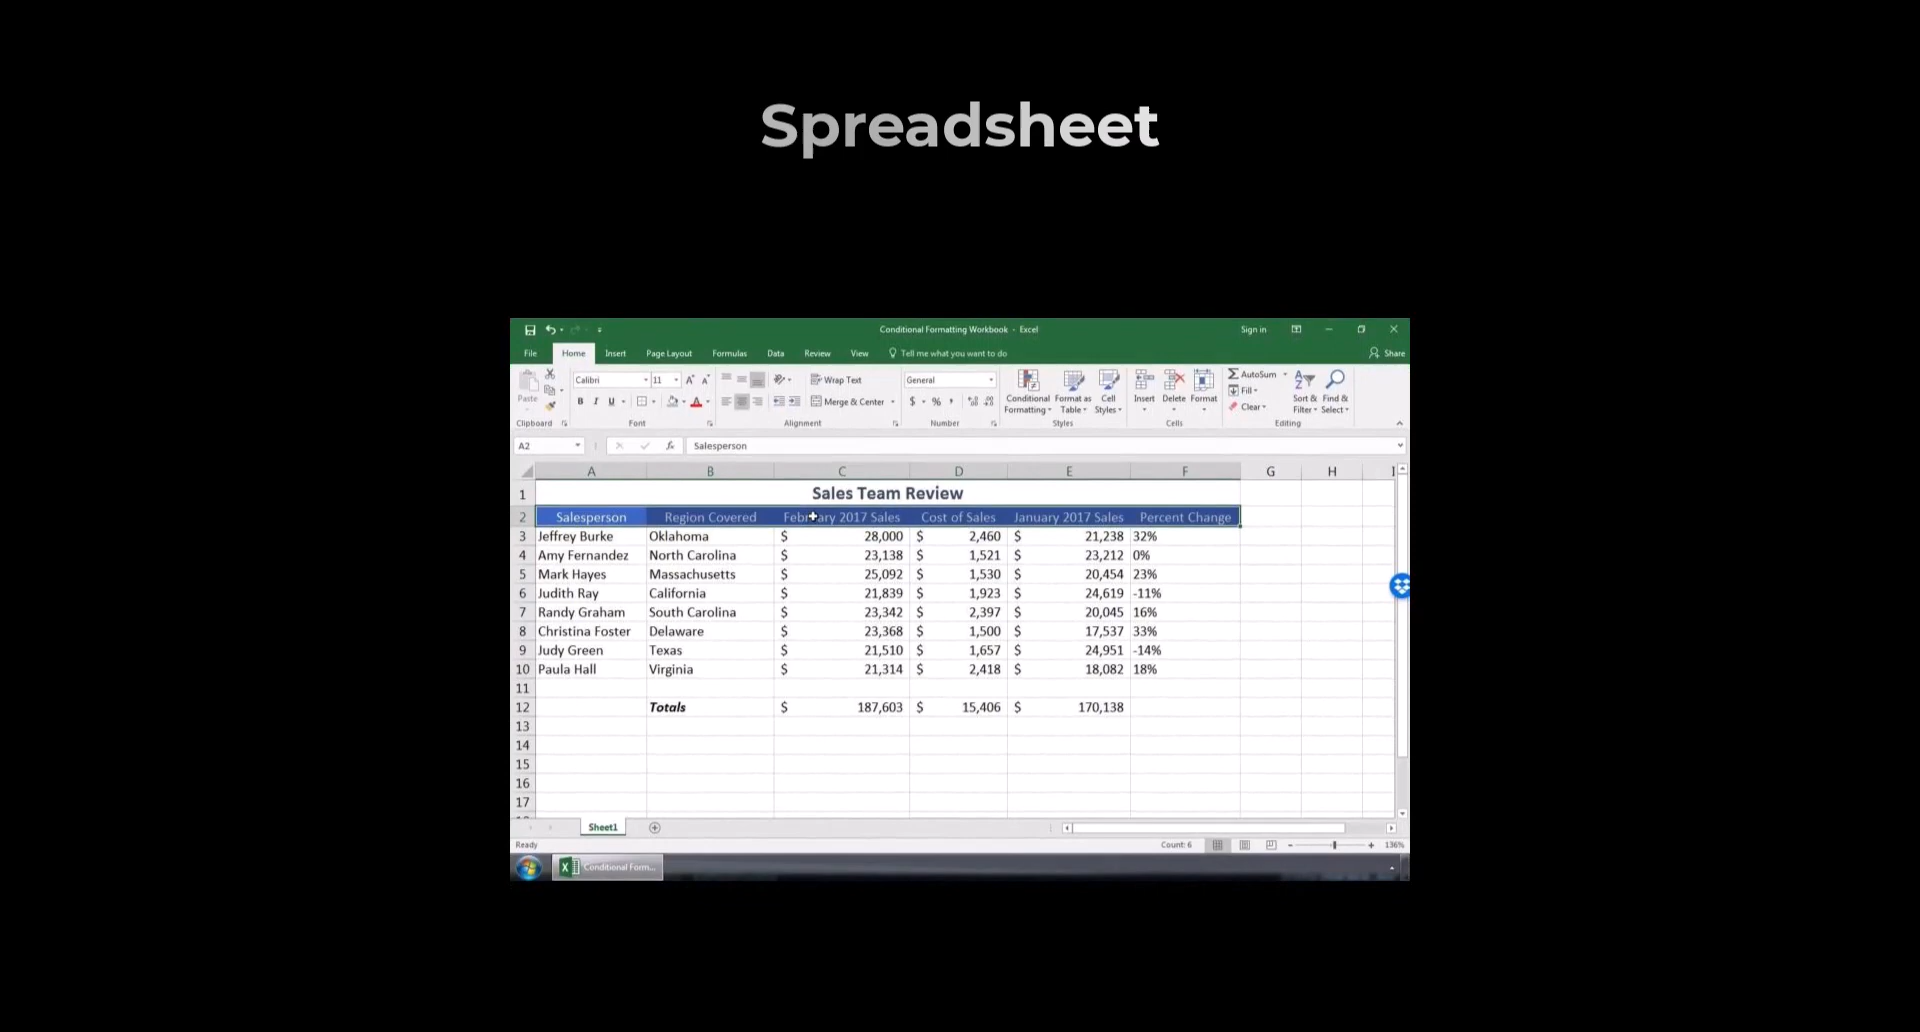 Spreadsheet
Conditional Formatting Workbook - Excel
Sign in
File Home Insert Page Layout Formulas Data Review View Tell me what you want to do Share
Paste
Calibri 11
Wrap Text
General
Conditional Formatting
Format as Table
Cell Styles
Insert Delete Format
AutoSum
Fill
Clear
Sort & Filter
Find & Select
B I U
Merge & Center
$ % ,
Clipboard Font Alignment Number Styles Cells Editing
A2 fx Salesperson
A B C D E F G H I
1 Sales Team Review
2 Salesperson Region Covered February 2017 Sales Cost of Sales January 2017 Sales Percent Change
3 Jeffrey Burke Oklahoma $ 28,000 $ 2,460 $ 21,238 32%
4 Amy Fernandez North Carolina $ 23,138 $ 1,521 $ 23,212 0%
5 Mark Hayes Massachusetts $ 25,092 $ 1,530 $ 20,454 23%
6 Judith Ray California $ 21,839 $ 1,923 $ 24,619 -11%
7 Randy Graham South Carolina $ 23,342 $ 2,397 $ 20,045 16%
8 Christina Foster Delaware $ 23,368 $ 1,500 $ 17,537 33%
9 Judy Green Texas $ 21,510 $ 1,657 $ 24,951 -14%
10 Paula Hall Virginia $ 21,314 $ 2,418 $ 18,082 18%
11
12 Totals $ 187,603 $ 15,406 $ 170,138
13
14
15
16
17
Sheet1
Ready Count: 6 136%
Conditional Form...